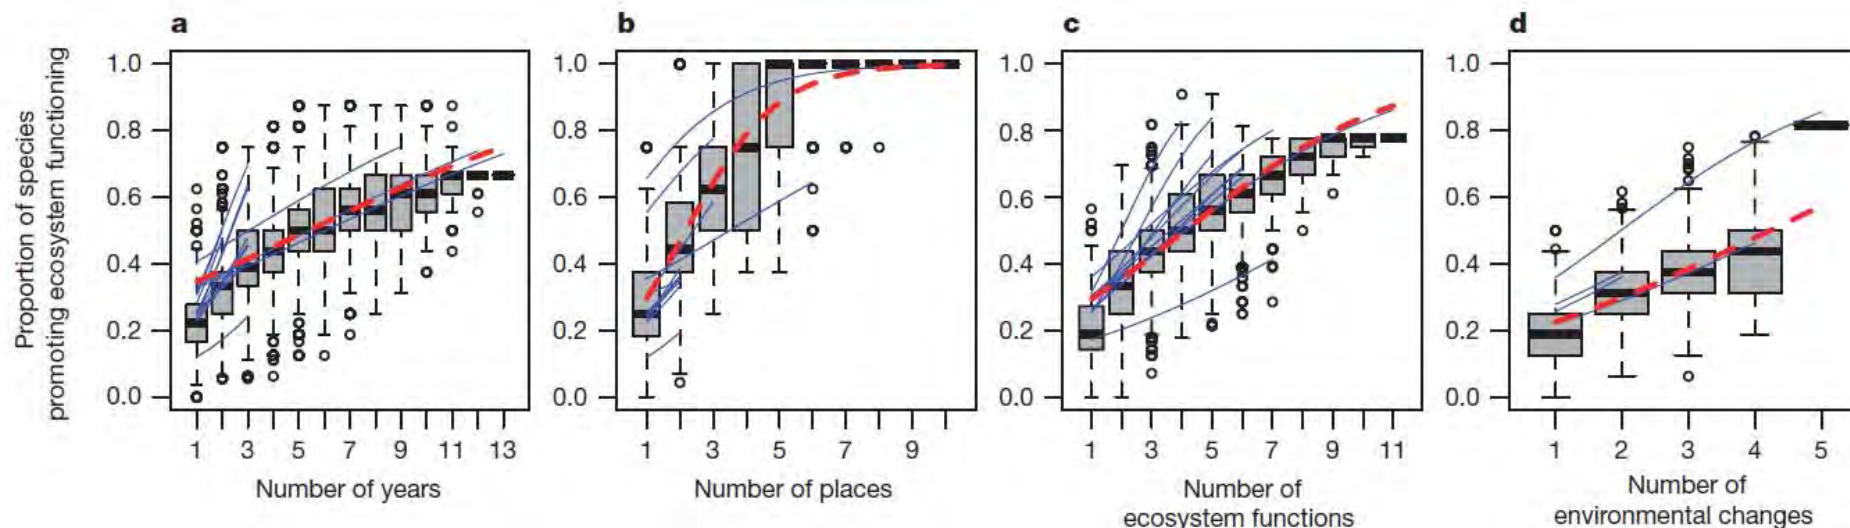 a
b
c
d
Proportion of species
promoting ecosystem functioning
1.0
0.8
0.6
0.4
0.2
0.0
1 3 5 7 9 11 13
Number of years
1.0
0.8
0.6
0.4
0.2
0.0
1 3 5 7 9
Number of places
1.0
0.8
0.6
0.4
0.2
0.0
1 3 5 7 9 11
Number of
ecosystem functions
1.0
0.8
0.6
0.4
0.2
0.0
1 2 3 4 5
Number of
environmental changes